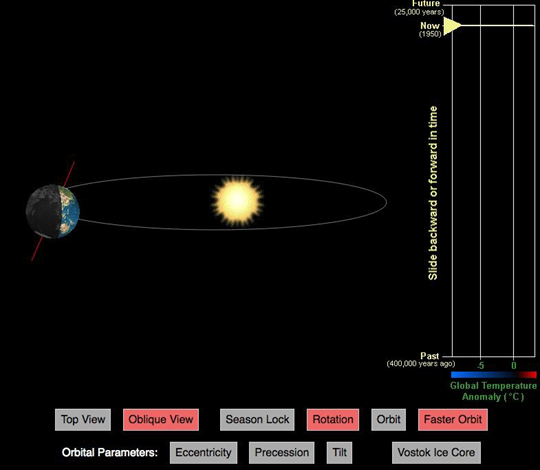 Future
(25,000 years)
Now
(1950)
Slide backward or forward in time
Past
(400,000 years ago)
-5 0
Global Temperature
Anomaly (°C)
Top View Oblique View Season Lock Rotation Orbit Faster Orbit
Orbital Parameters: Eccentricity Precession Tilt Vostok Ice Core